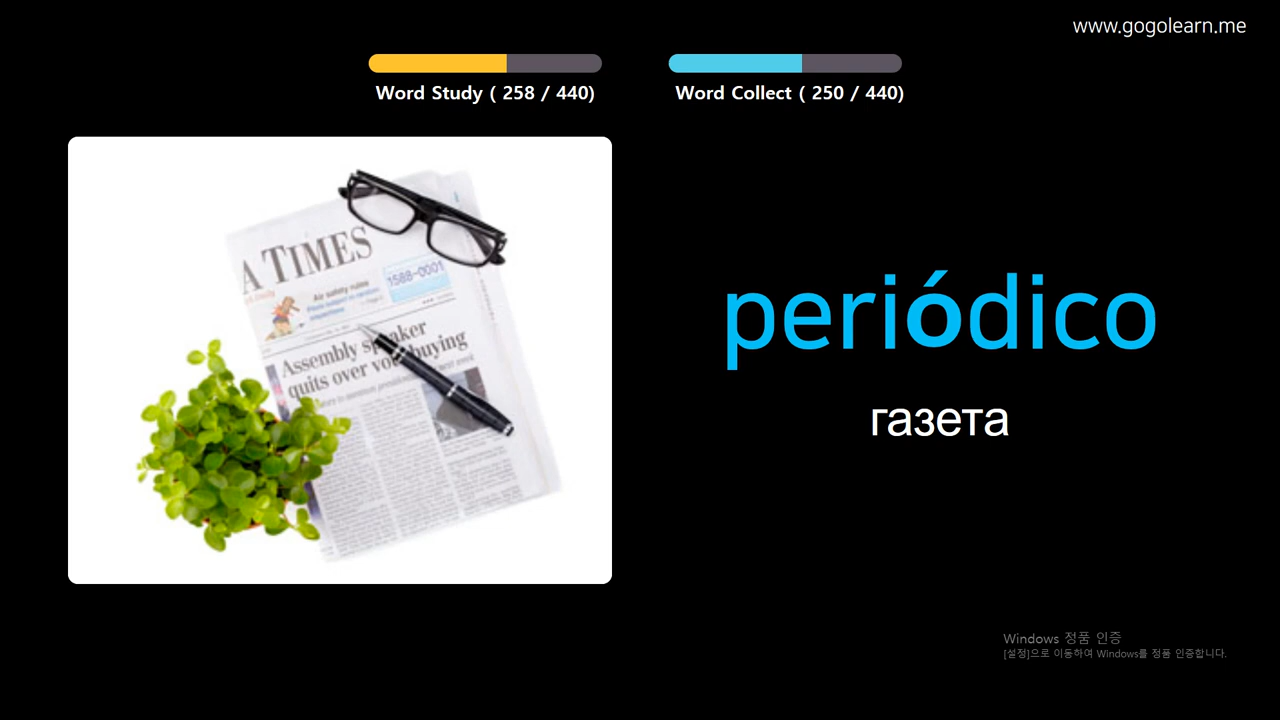 www.gogolearn.me
Word Study ( 258 / 440)
Word Collect ( 250 / 440)
A TIMES
1588-0001
Air safety rules
Assembly speaker
quits over vote buying
periódico
газета
Windows 정품 인증
[설정]으로 이동하여 Windows를 정품 인증합니다.